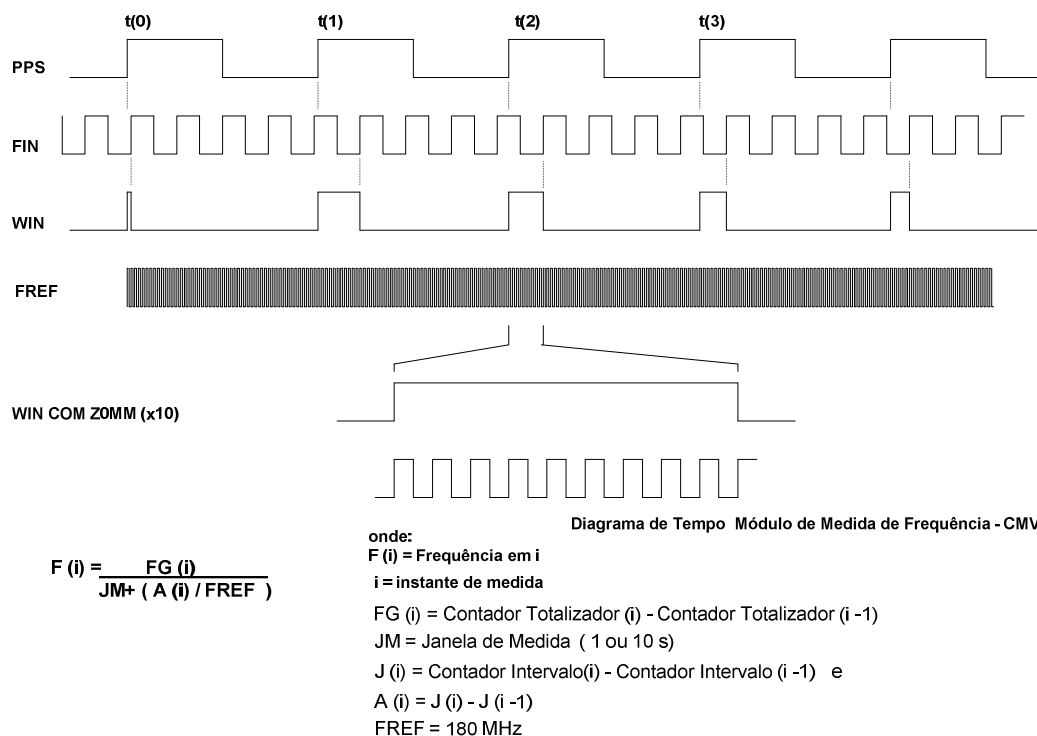 t(0) t(1) t(2) t(3)
PPS
FIN
WIN
FREF
WIN COM Z0MM (x10)
Diagrama de Tempo Módulo de Medida de Frequência - CMV
onde:
F (i) = Frequência em i
i = instante de medida
F (i) = FG (i)
JM+ ( A (i) / FREF )
FG (i) = Contador Totalizador (i) - Contador Totalizador (i -1)
JM = Janela de Medida ( 1 ou 10 s)
J (i) = Contador Intervalo(i) - Contador Intervalo (i -1) e
A (i) = J (i) - J (i -1)
FREF = 180 MHz